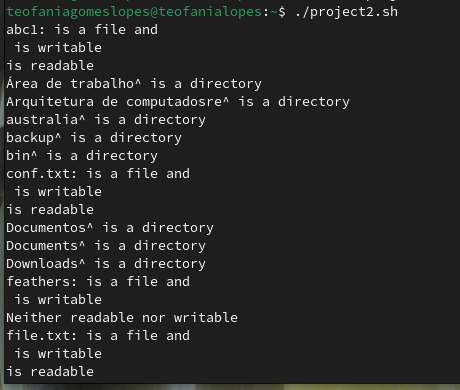 teofaniagomeslopes@teofanialopes:~$ ./project2.sh
abc1: is a file and
 is writable
is readable
Área de trabalho^ is a directory
Arquitetura de computadosre^ is a directory
australia^ is a directory
backup^ is a directory
bin^ is a directory
conf.txt: is a file and
 is writable
is readable
Documentos^ is a directory
Documents^ is a directory
Downloads^ is a directory
feathers: is a file and
 is writable
Neither readable nor writable
file.txt: is a file and
 is writable
is readable